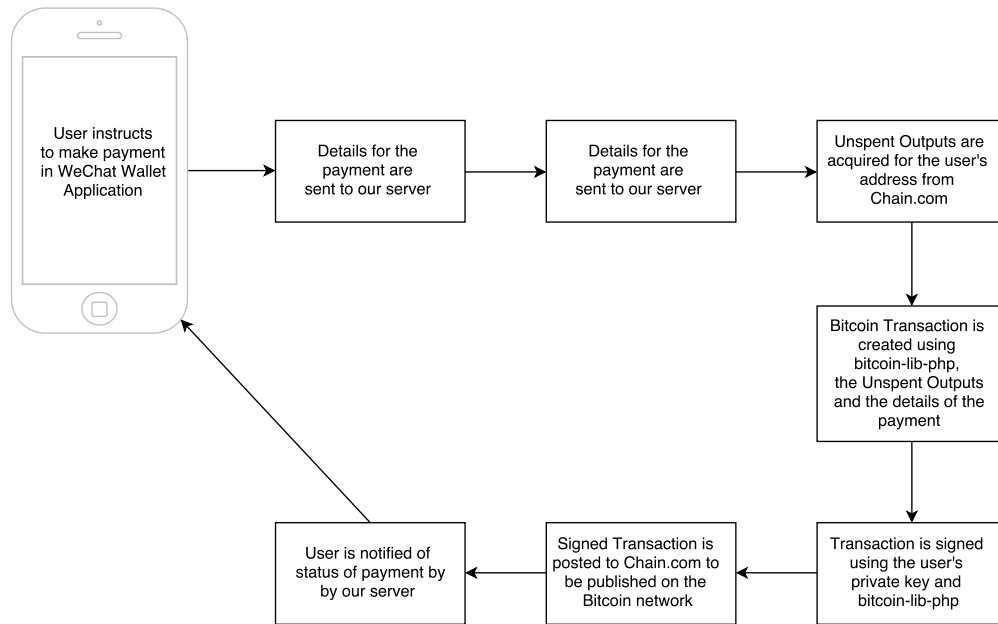 User instructs
to make payment
in WeChat Wallet
Application
Details for the
payment are
sent to our server
Details for the
payment are
sent to our server
Unspent Outputs are
acquired for the user's
address from
Chain.com
Bitcoin Transaction is
created using
bitcoin-lib-php,
the Unspent Outputs
and the details of the
payment
Transaction is signed
using the user's
private key and
bitcoin-lib-php
Signed Transaction is
posted to Chain.com to
be published on the
Bitcoin network
User is notified of
status of payment by
by our server